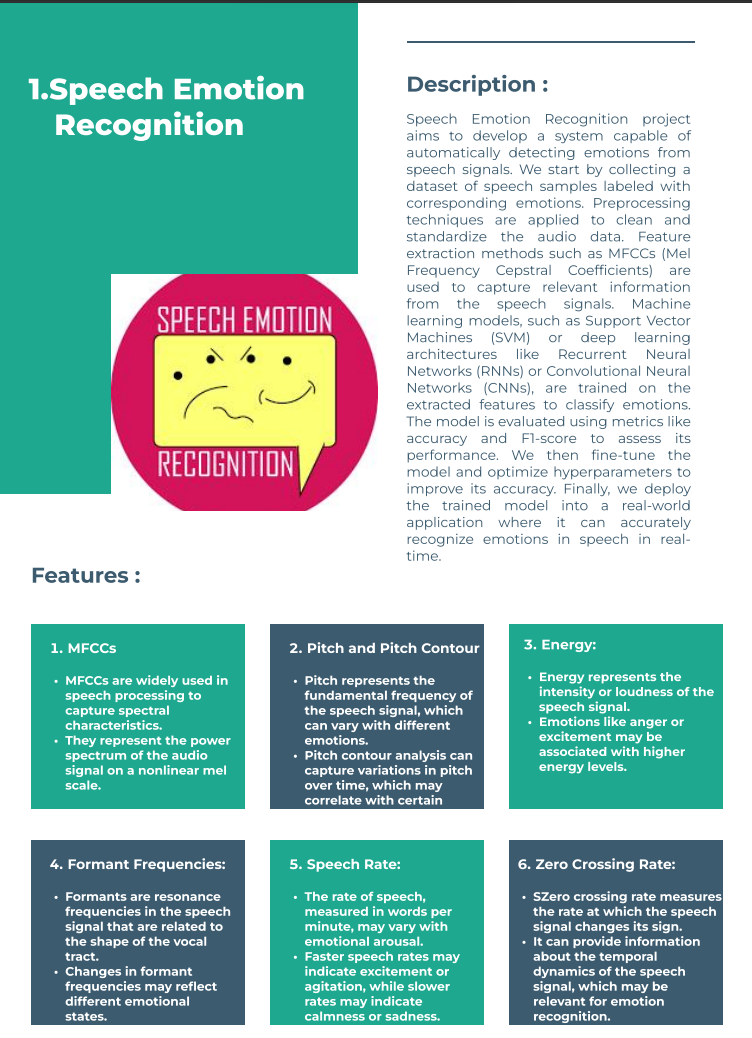 1.Speech Emotion
Recognition
SPEECH EMOTION
RECOGNITION
Description :
Speech Emotion Recognition project
aims to develop a system capable of
automatically detecting emotions from
speech signals. We start by collecting a
dataset of speech samples labeled with
corresponding emotions. Preprocessing
techniques are applied to clean and
standardize the audio data. Feature
extraction methods such as MFCCs (Mel
Frequency Cepstral Coefficients) are
used to capture relevant information
from the speech signals. Machine
learning models, such as Support Vector
Machines (SVM) or deep learning
architectures like Recurrent Neural
Networks (RNNs) or Convolutional Neural
Networks (CNNs), are trained on the
extracted features to classify emotions.
The model is evaluated using metrics like
accuracy and F1-score to assess its
performance. We then fine-tune the
model and optimize hyperparameters to
improve its accuracy. Finally, we deploy
the trained model into a real-world
application where it can accurately
recognize emotions in speech in real-
time.
Features :
1. MFCCs
• MFCCs are widely used in
speech processing to
capture spectral
characteristics.
• They represent the power
spectrum of the audio
signal on a nonlinear mel
scale.
2. Pitch and Pitch Contour
• Pitch represents the
fundamental frequency of
the speech signal, which
can vary with different
emotions.
• Pitch contour analysis can
capture variations in pitch
over time, which may
correlate with certain
3. Energy:
• Energy represents the
intensity or loudness of the
speech signal.
• Emotions like anger or
excitement may be
associated with higher
energy levels.
4. Formant Frequencies:
• Formants are resonance
frequencies in the speech
signal that are related to
the shape of the vocal
tract.
• Changes in formant
frequencies may reflect
different emotional
states.
5. Speech Rate:
• The rate of speech,
measured in words per
minute, may vary with
emotional arousal.
• Faster speech rates may
indicate excitement or
agitation, while slower
rates may indicate
calmness or sadness.
6. Zero Crossing Rate:
• SZero crossing rate measures
the rate at which the speech
signal changes its sign.
• It can provide information
about the temporal
dynamics of the speech
signal, which may be
relevant for emotion
recognition.